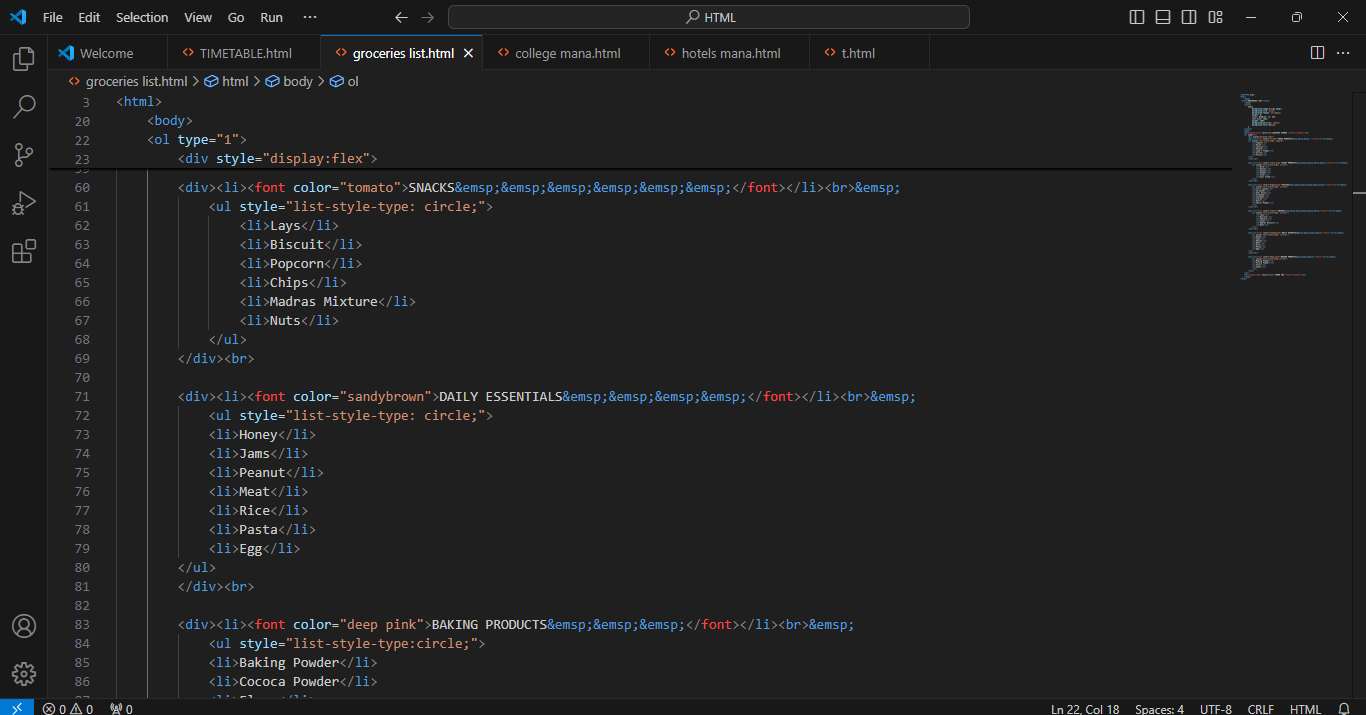 File Edit Selection View Go Run ··· HTML
Welcome TIMETABLE.html groceries list.html college mana.html hotels mana.html t.html
groceries list.html > html > body > ol
3 <html>
20 <body>
22 <ol type="1">
23 <div style="display:flex">
60 <div><li><font color="tomato">SNACKS&emsp;&emsp;&emsp;&emsp;&emsp;&emsp;</font></li><br>&emsp;
61 <ul style="list-style-type: circle;">
62 <li>Lays</li>
63 <li>Biscuit</li>
64 <li>Popcorn</li>
65 <li>Chips</li>
66 <li>Madras Mixture</li>
67 <li>Nuts</li>
68 </ul>
69 </div><br>
70
71 <div><li><font color="sandybrown">DAILY ESSENTIALS&emsp;&emsp;&emsp;&emsp;</font></li><br>&emsp;
72 <ul style="list-style-type: circle;">
73 <li>Honey</li>
74 <li>Jams</li>
75 <li>Peanut</li>
76 <li>Meat</li>
77 <li>Rice</li>
78 <li>Pasta</li>
79 <li>Egg</li>
80 </ul>
81 </div><br>
82
83 <div><li><font color="deep pink">BAKING PRODUCTS&emsp;&emsp;&emsp;</font></li><br>&emsp;
84 <ul style="list-style-type:circle;">
85 <li>Baking Powder</li>
86 <li>Cococa Powder</li>
0 0 0 Ln 22, Col 18 Spaces: 4 UTF-8 CRLF HTML